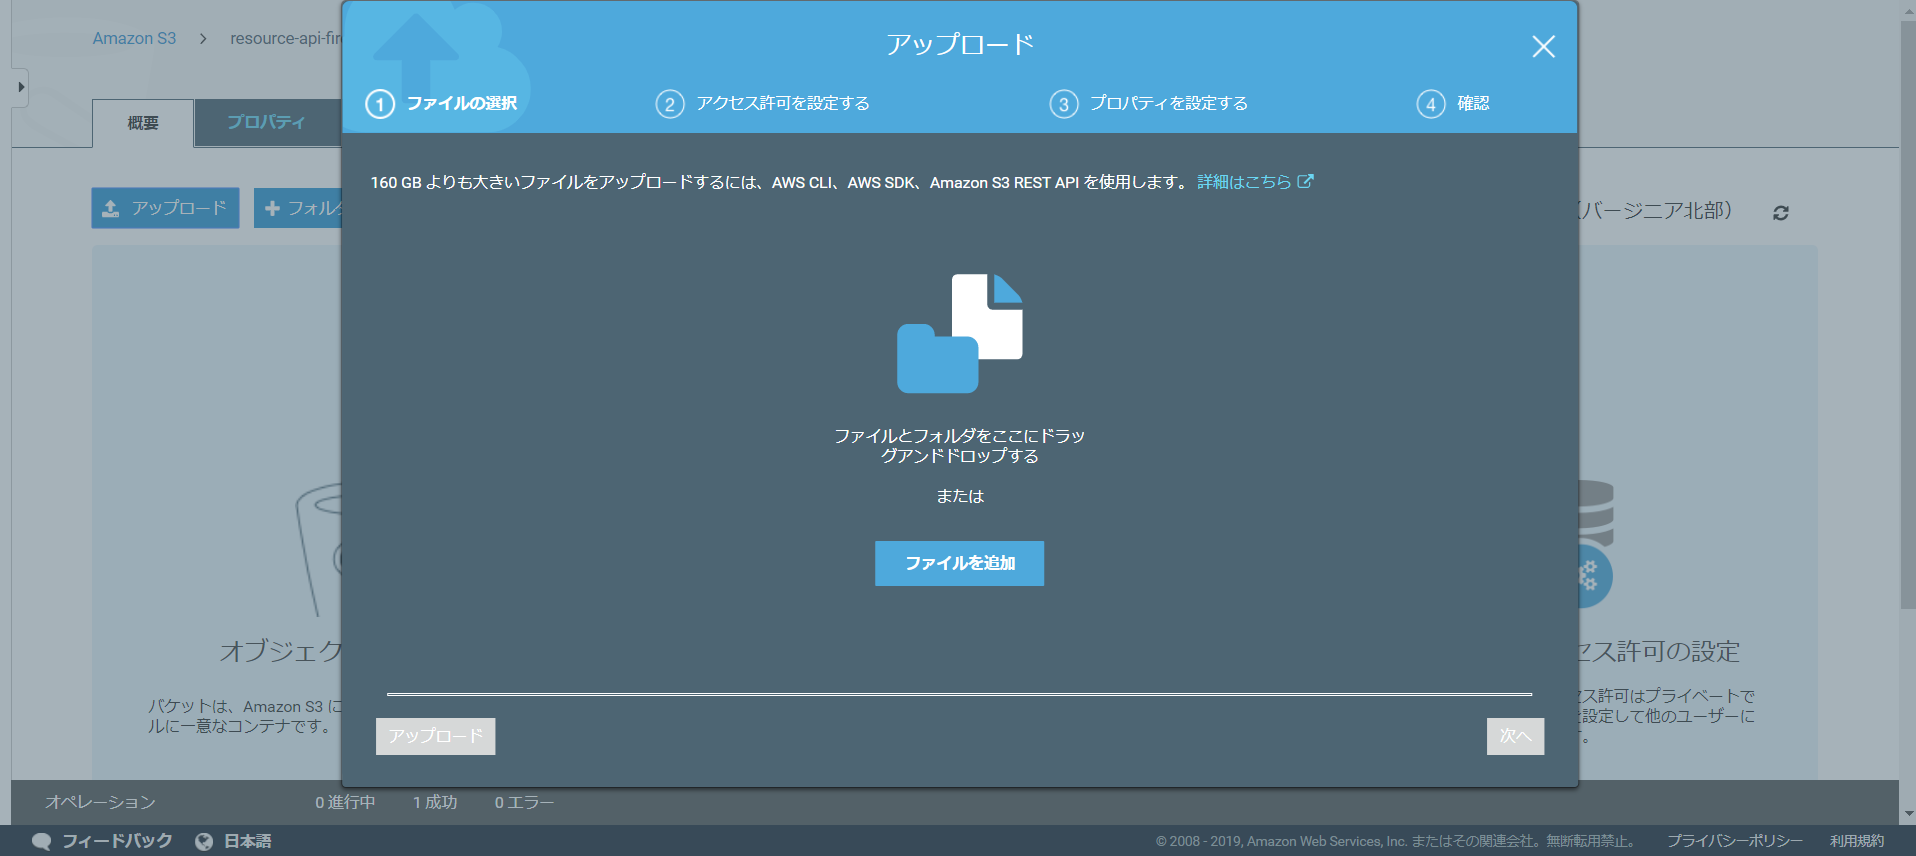 Amazon S3
resource-api-fir
概要
プロパティ
アップロード
フォルダ
(バージニア北部)
アップロード
1 ファイルの選択
2 アクセス許可を設定する
3 プロパティを設定する
4 確認
160 GB よりも大きいファイルをアップロードするには、AWS CLI、AWS SDK、Amazon S3 REST API を使用します。 詳細はこちら
ファイルとフォルダをここにドラッ
グアンドドロップする
または
ファイルを追加
アップロード
次へ
オブジェク
バケットは、Amazon S3 に
ルに一意なコンテナです。
セス許可の設定
ス許可はプライベートで
設定して他のユーザーに
。
オペレーション
0 進行中
1 成功
0 エラー
フィードバック
日本語
© 2008 - 2019, Amazon Web Services, Inc. またはその関連会社。無断転用禁止。
プライバシーポリシー
利用規約